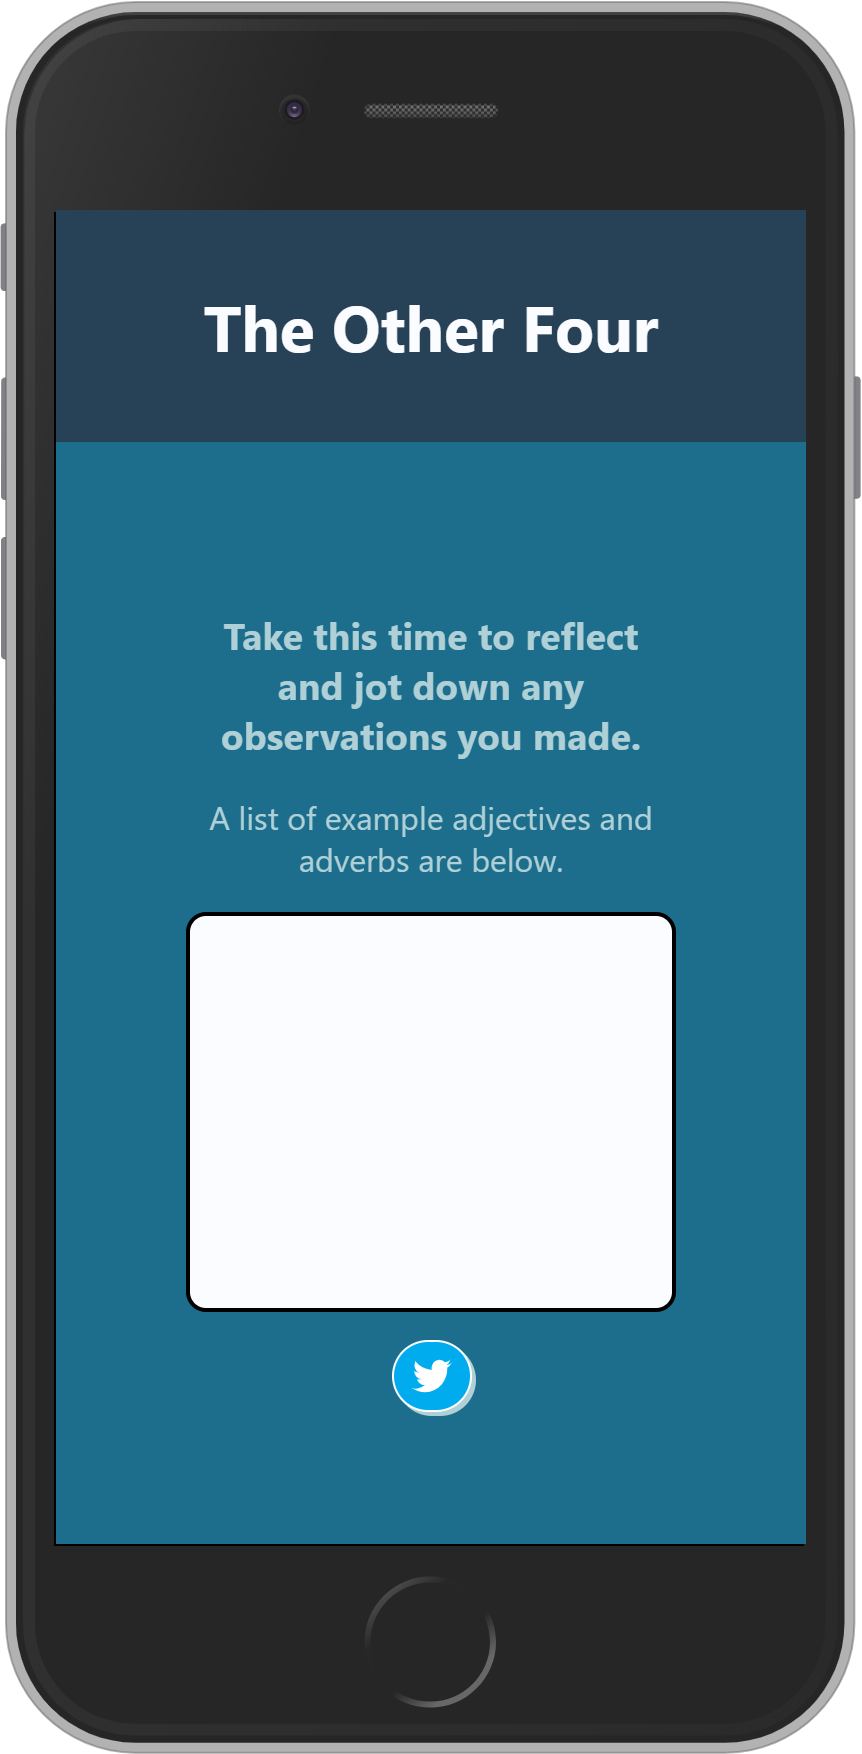 The Other Four
Take this time to reflect
and jot down any
observations you made.
A list of example adjectives and
adverbs are below.